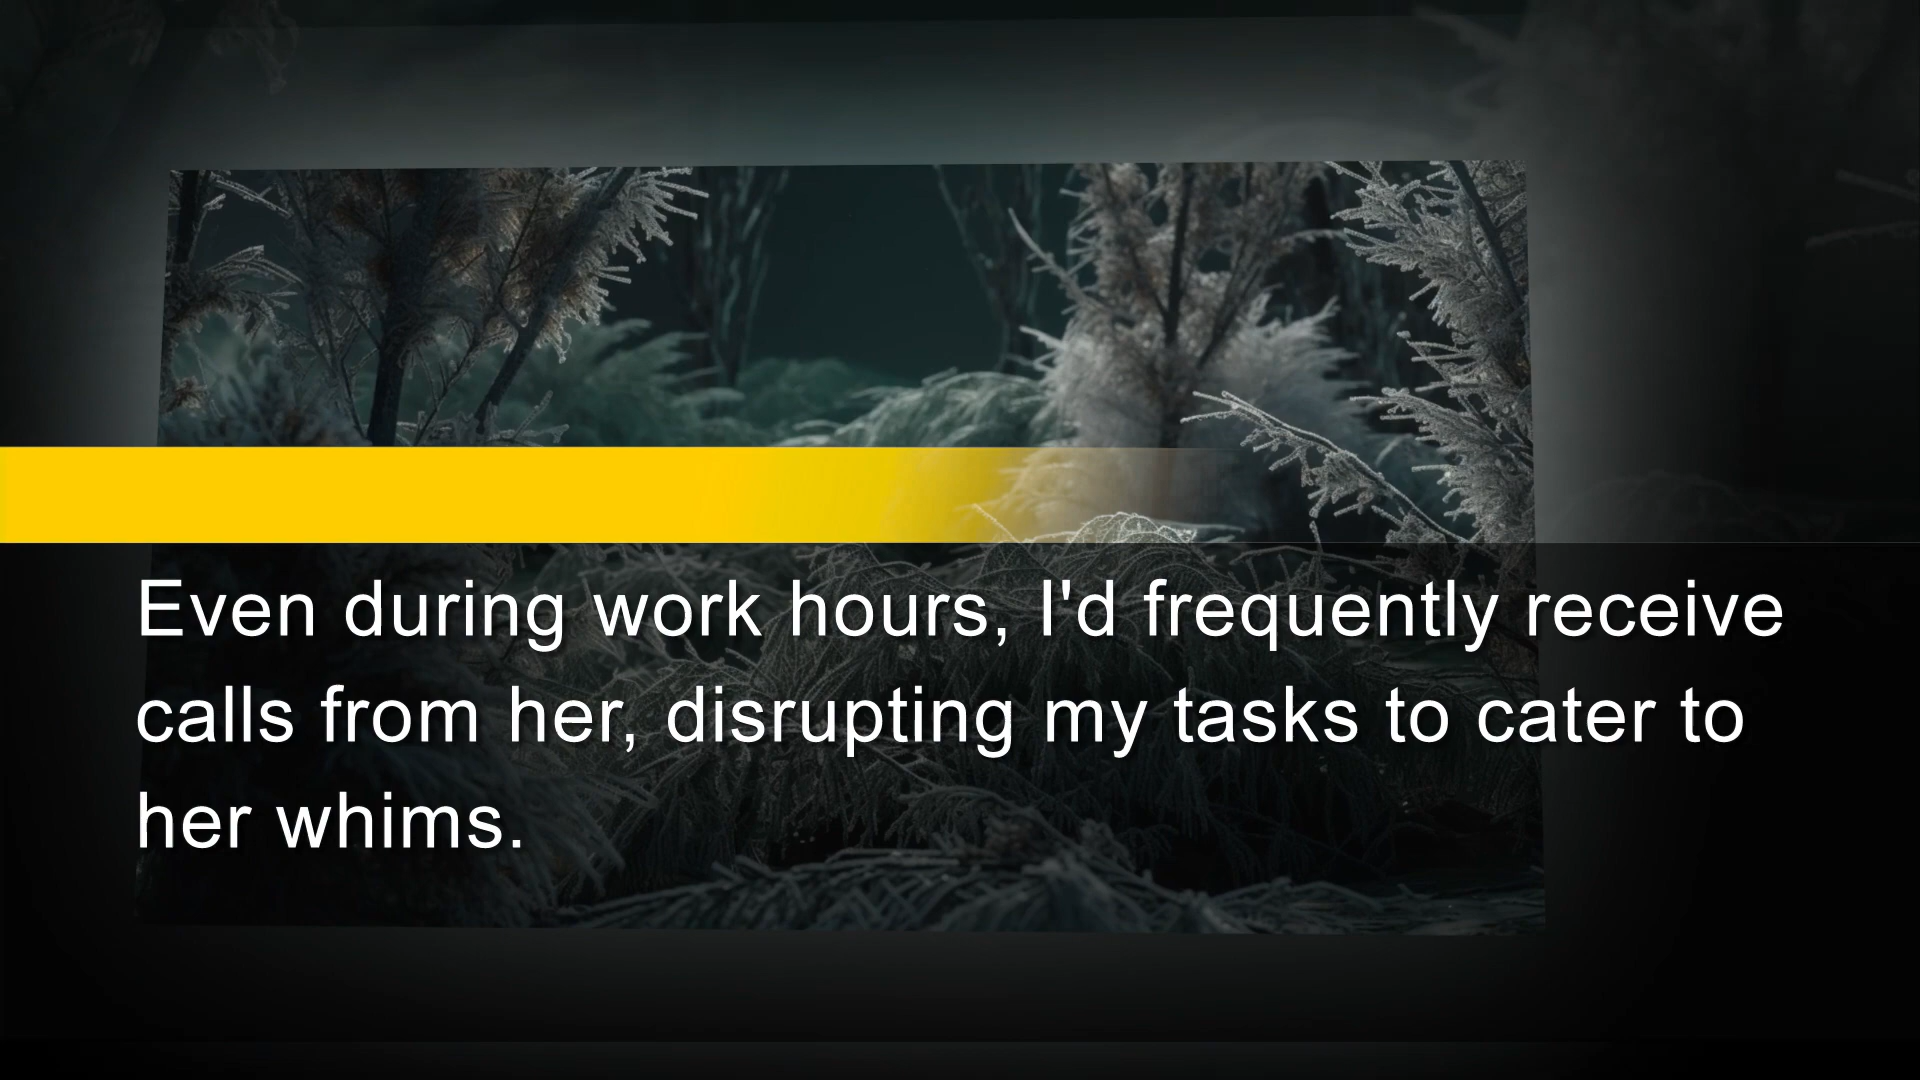 Even during work hours, I'd frequently receive
calls from her, disrupting my tasks to cater to
her whims.